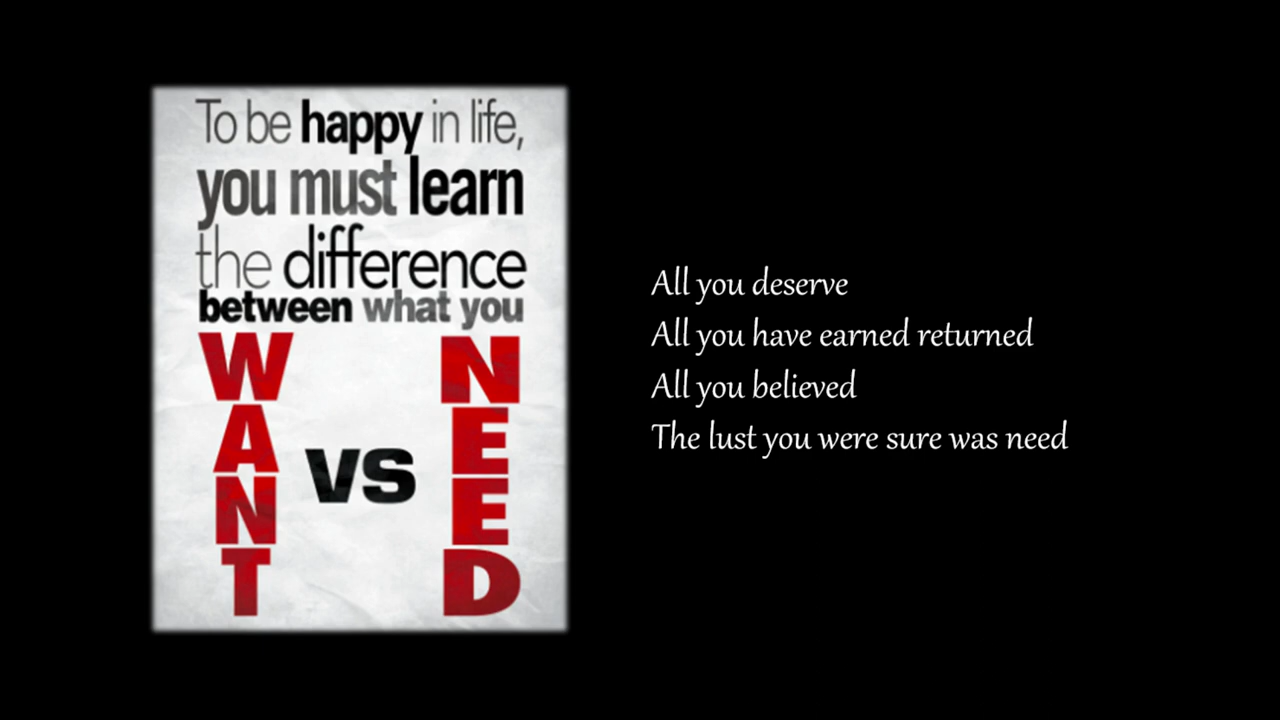 To be happy in life,
you must learn
the difference
between what you
WANT vs NEED
All you deserve
All you have earned returned
All you believed
The lust you were sure was need